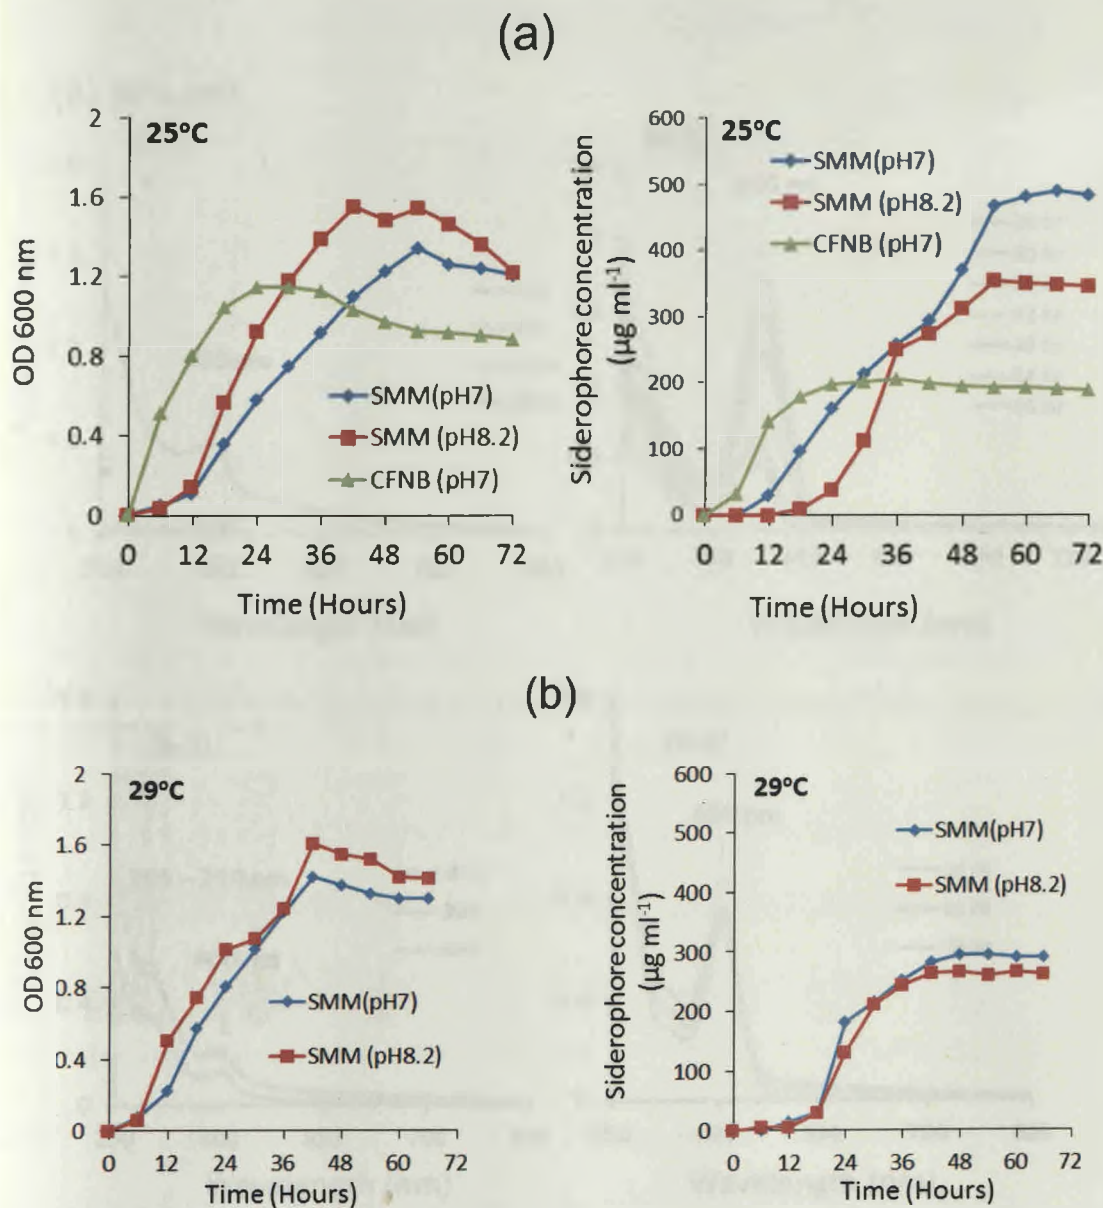 (a)
25°C
OD 600 nm
2
1.6
1.2
0.8
0.4
0
0 12 24 36 48 60 72
Time (Hours)
SMM(pH7)
SMM (pH8.2)
CFNB (pH7)
25°C
Siderophore concentration
(µg ml-1)
600
500
400
300
200
100
0
0 12 24 36 48 60 72
Time (Hours)
SMM(pH7)
SMM (pH8.2)
CFNB (pH7)
(b)
29°C
OD 600 nm
2
1.6
1.2
0.8
0.4
0
0 12 24 36 48 60 72
Time (Hours)
SMM(pH7)
SMM (pH8.2)
29°C
Siderophore concentration
(µg ml-1)
600
500
400
300
200
100
0
0 12 24 36 48 60 72
Time (Hours)
SMM(pH7)
SMM (pH8.2)